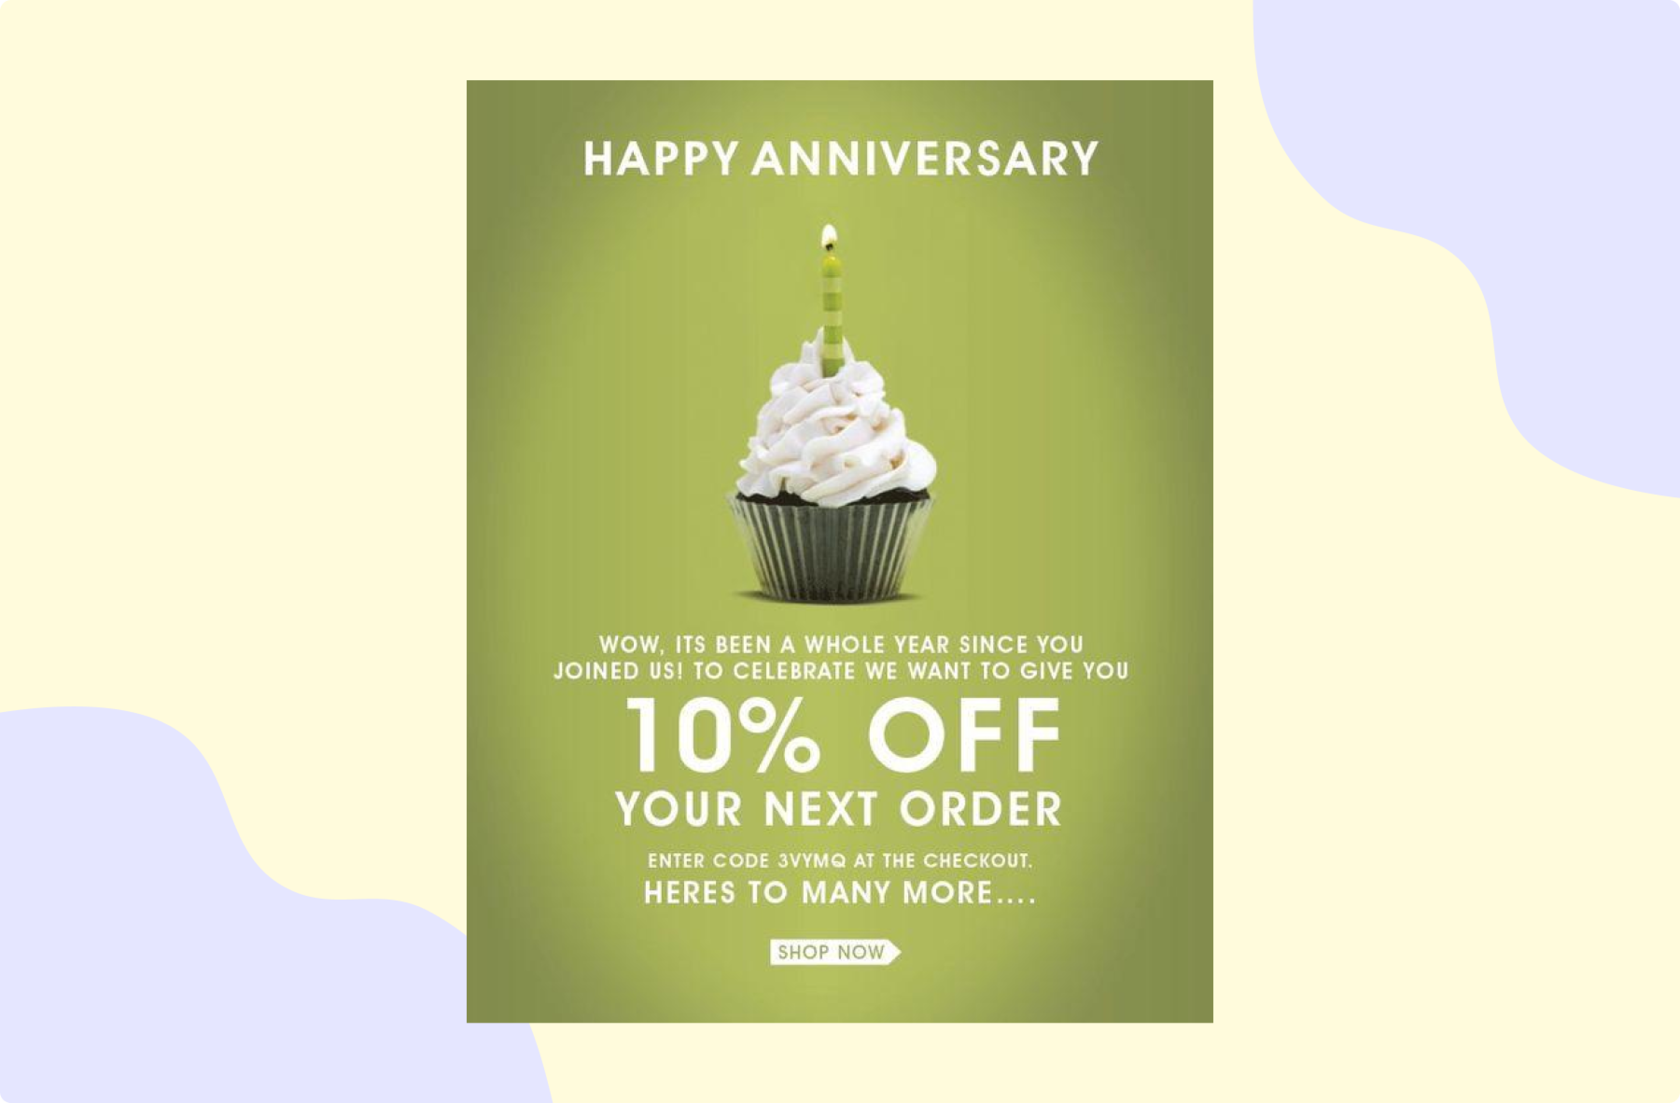 HAPPY ANNIVERSARY
WOW, ITS BEEN A WHOLE YEAR SINCE YOU
JOINED US! TO CELEBRATE WE WANT TO GIVE YOU
10% OFF
YOUR NEXT ORDER
ENTER CODE 3VYMQ AT THE CHECKOUT.
HERES TO MANY MORE....
SHOP NOW